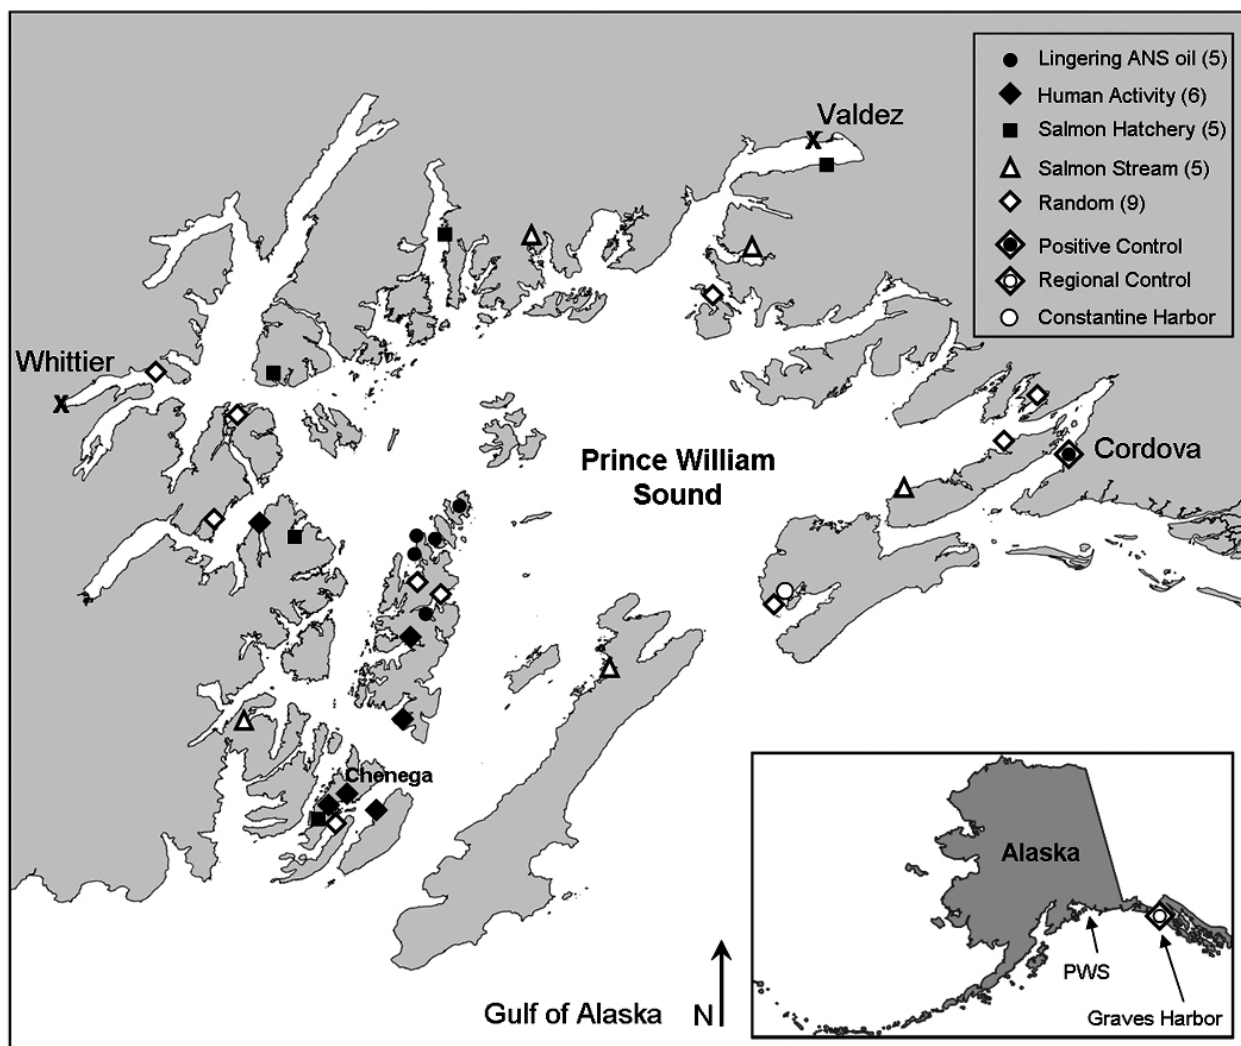 Lingering ANS oil (5)
Human Activity (6)
Salmon Hatchery (5)
Salmon Stream (5)
Random (9)
Positive Control
Regional Control
Constantine Harbor
Valdez
X
Whittier
X
Cordova
Prince William
Sound
Chenega
Gulf of Alaska
N
Alaska
PWS
Graves Harbor